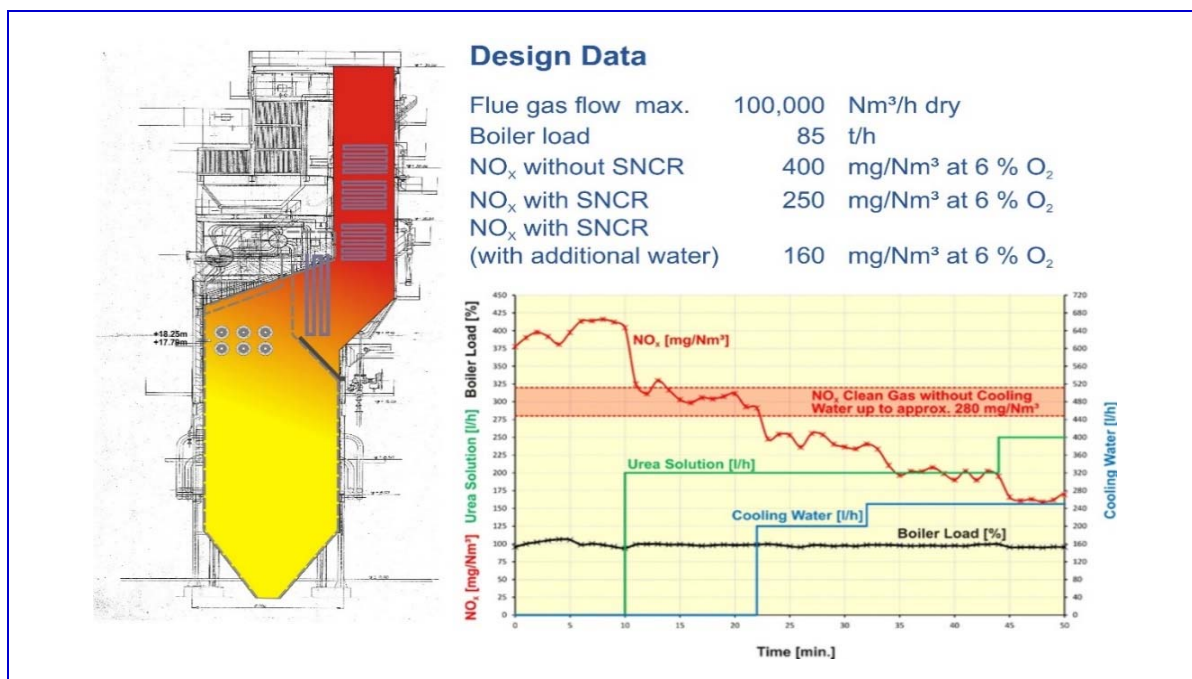 Design Data
Flue gas flow max. 100,000 Nm³/h dry
Boiler load 85 t/h
NOₓ without SNCR 400 mg/Nm³ at 6 % O₂
NOₓ with SNCR 250 mg/Nm³ at 6 % O₂
NOₓ with SNCR
(with additional water) 160 mg/Nm³ at 6 % O₂
+18.25m
+17.79m
NOₓ [mg/Nm³]
Urea Solution [l/h]
Boiler Load [%]
450
425
400
375
350
325
300
275
250
225
200
175
150
125
100
75
50
25
0
NOₓ [mg/Nm³]
NOₓ Clean Gas without Cooling
Water up to approx. 280 mg/Nm³
Urea Solution [l/h]
Cooling Water [l/h]
Boiler Load [%]
720
680
640
600
560
520
480
440
400
360
320
280
240
200
160
120
80
40
0
Cooling Water [l/h]
0 5 10 15 20 25 30 35 40 45 50
Time [min.]